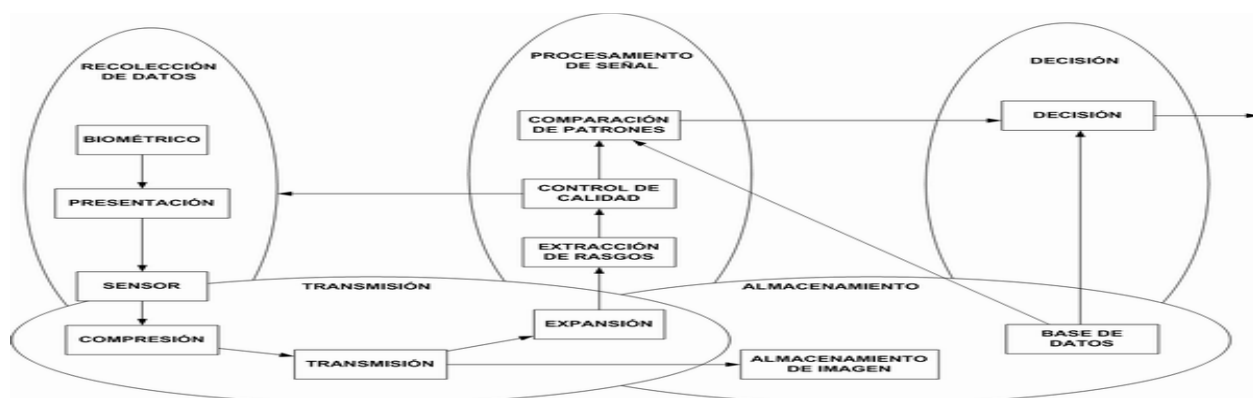 RECOLECCIÓN
DE DATOS
BIOMÉTRICO
PRESENTACIÓN
SENSOR
PROCESAMIENTO
DE SEÑAL
COMPARACIÓN
DE PATRONES
CONTROL DE
CALIDAD
EXTRACCIÓN
DE RASGOS
DECISIÓN
DECISIÓN
TRANSMISIÓN
COMPRESIÓN
TRANSMISIÓN
EXPANSIÓN
ALMACENAMIENTO
ALMACENAMIENTO
DE IMAGEN
BASE DE
DATOS